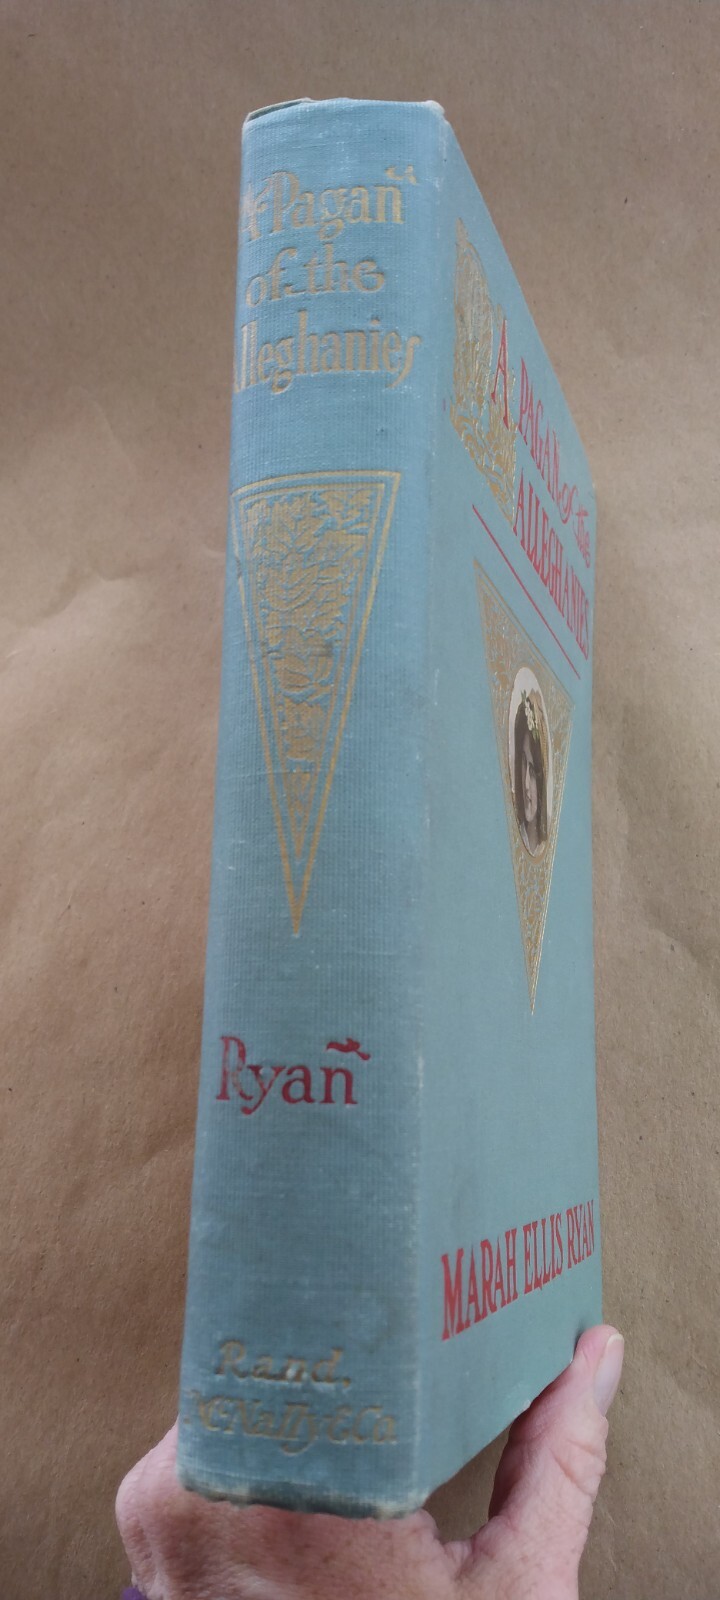 A Pagan
of the
Alleghanies
Ryan
Rand,
McNally & Co.
A PAGAN of the
ALLEGHANIES
MARAH ELLIS RYAN